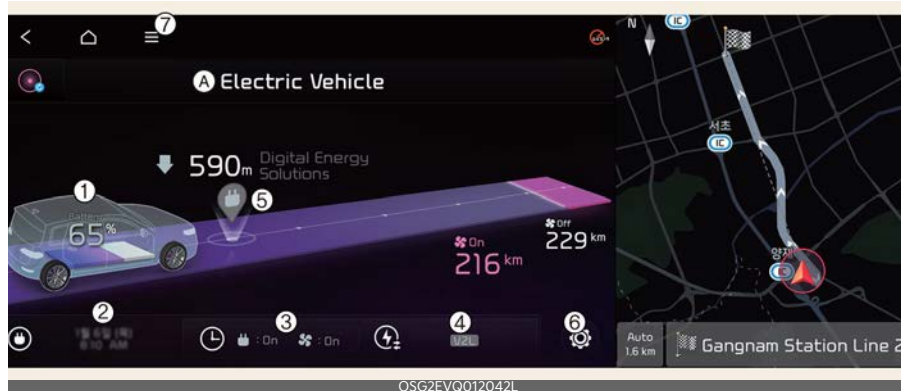 7
N
IC
A Electric Vehicle
590m Digital Energy
Solutions
서초
IC
1
Battery
65%
5
Off
229 km
On
216 km
양재
2
3
: On : On
4
V2L
6
Auto
1.6 km
Gangnam Station Line 2
OSG2EVQ012042L